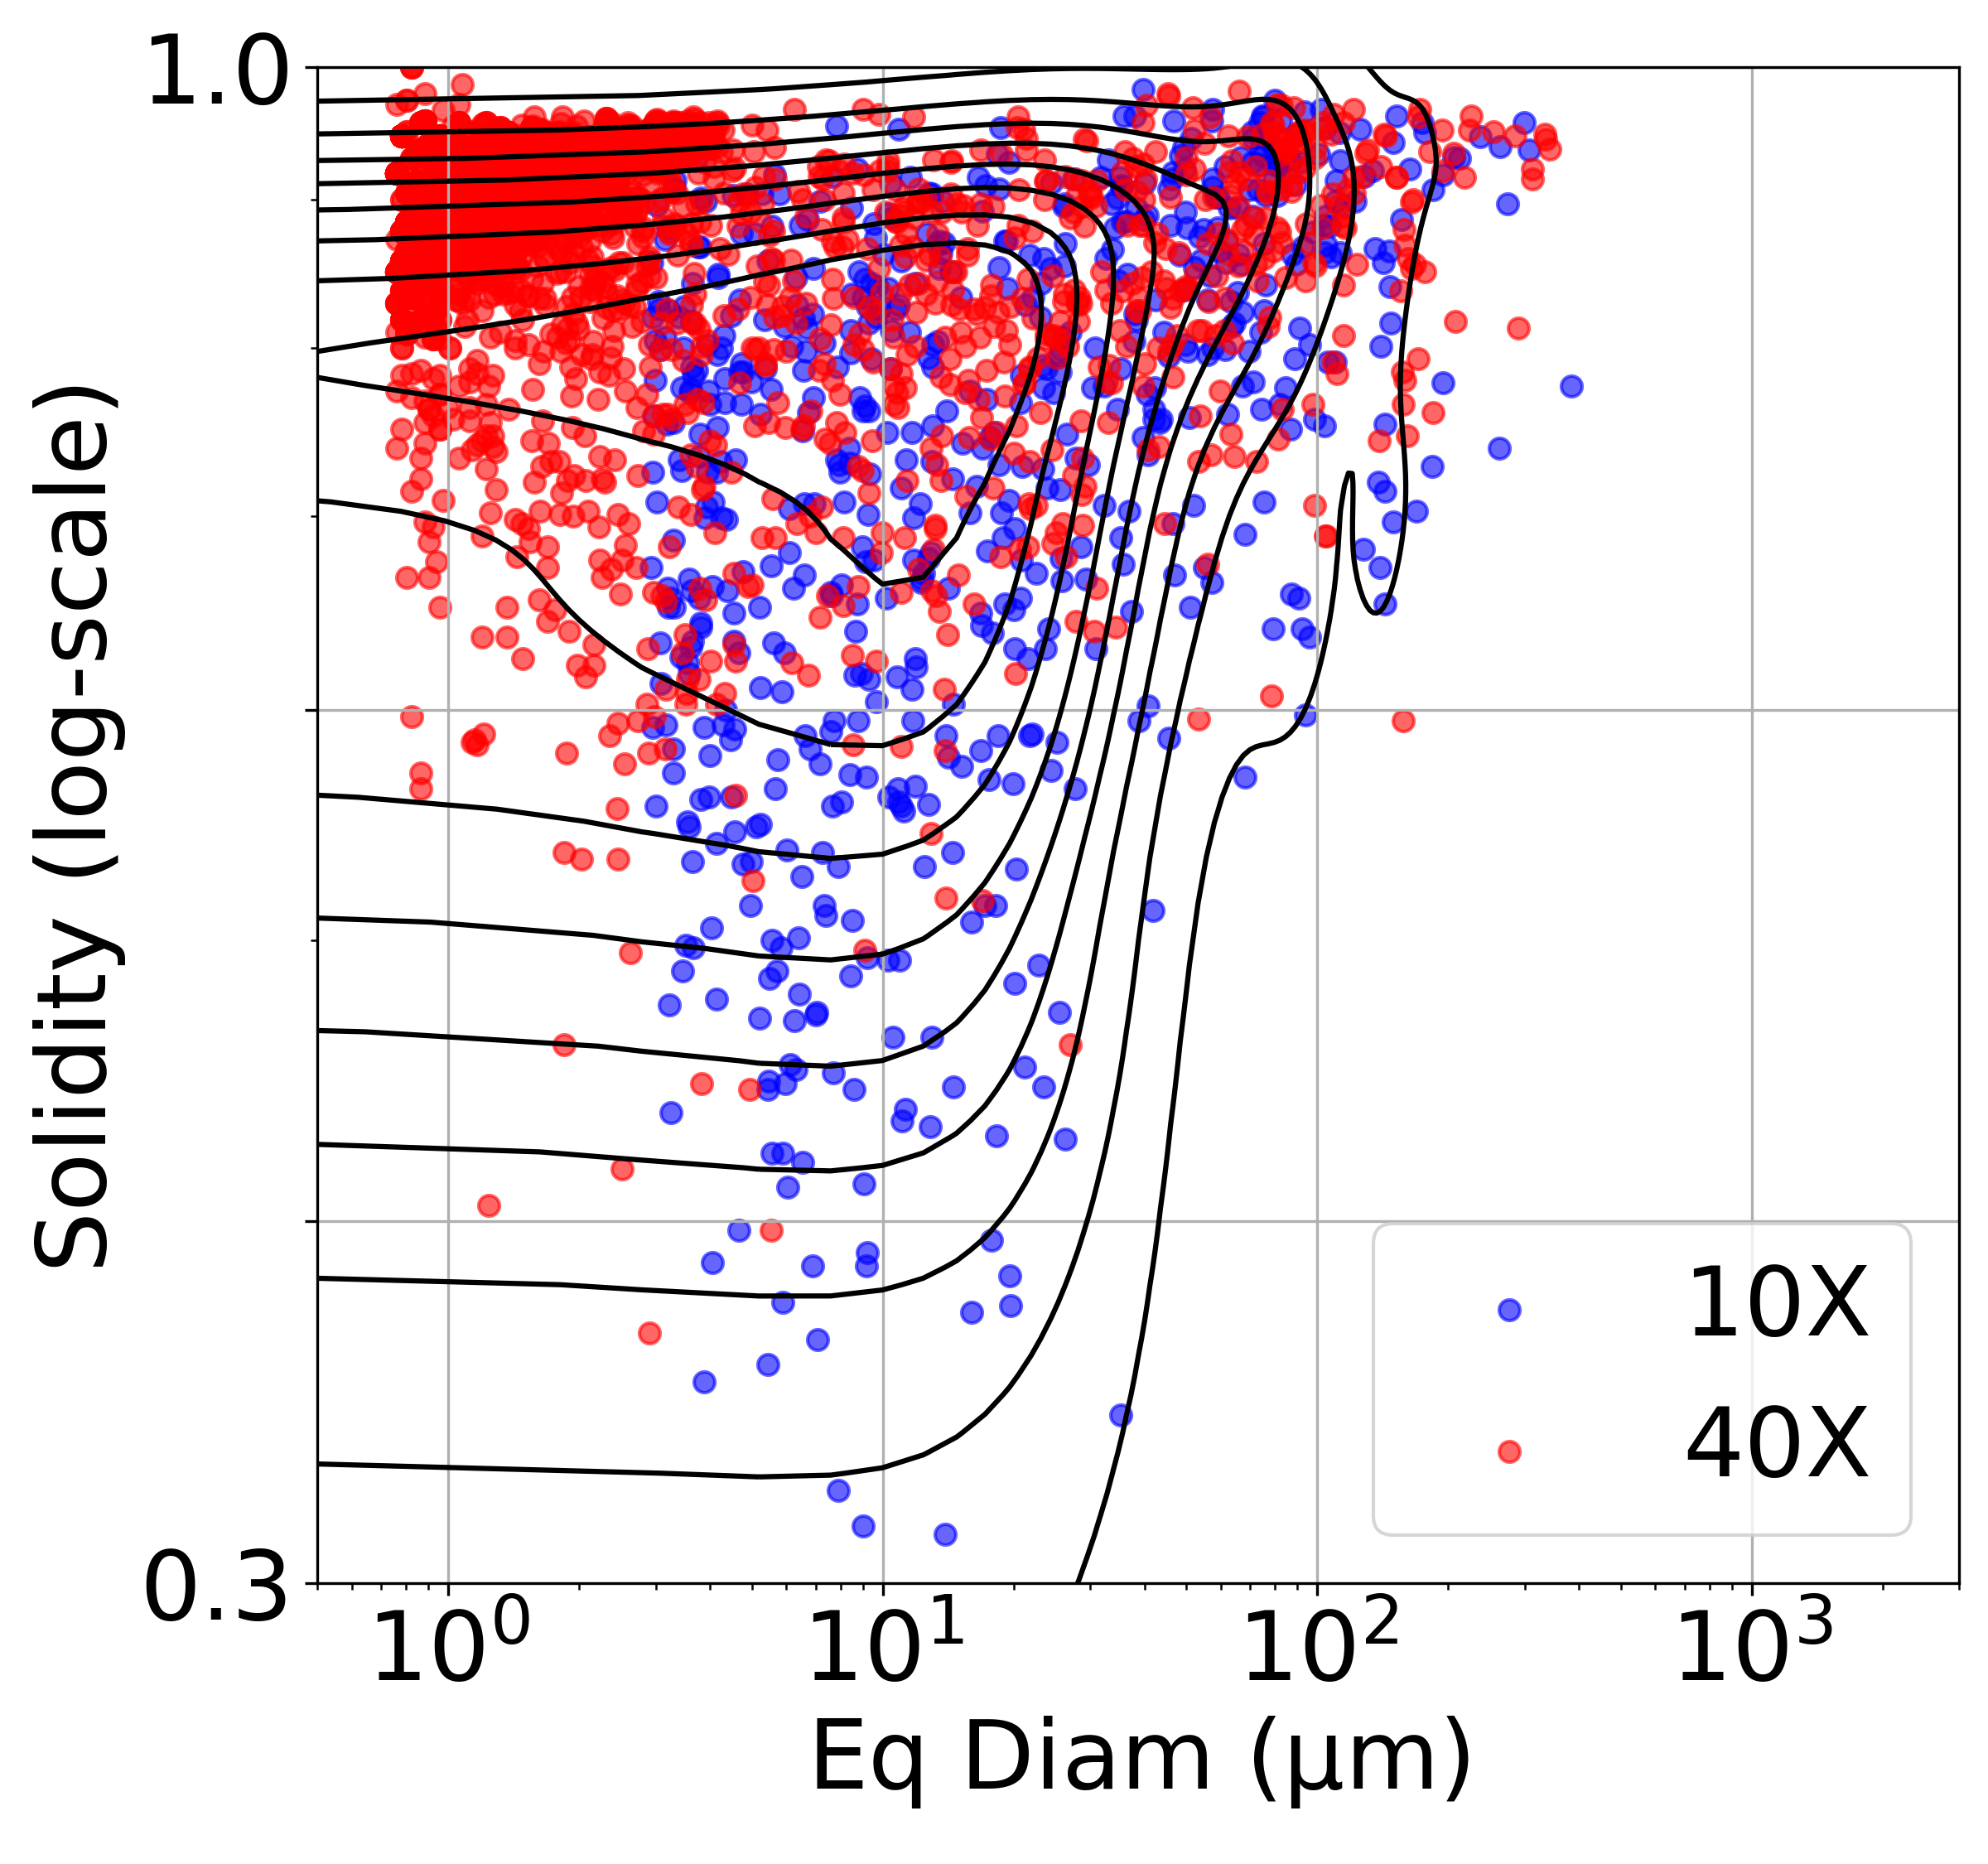 1.0
Solidity (log-scale)
0.3
10X
40X
10⁰ 10¹ 10² 10³
Eq Diam (μm)